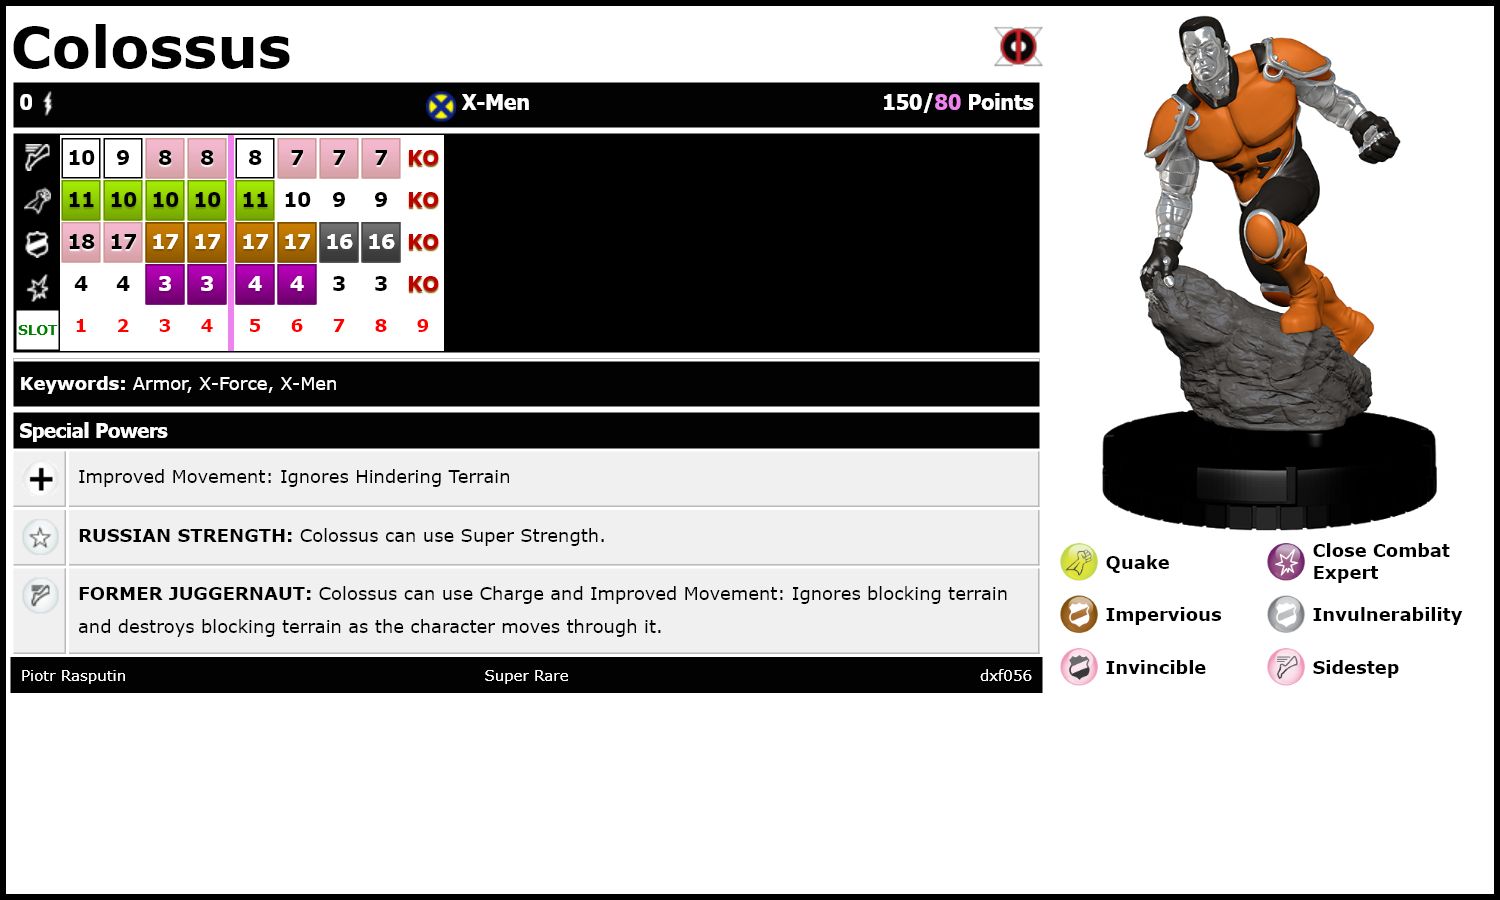 Colossus
0 X-Men 150/80 Points
10 9 8 8 8 7 7 7 KO
11 10 10 10 11 10 9 9 KO
18 17 17 17 17 17 16 16 KO
4 4 3 3 4 4 3 3 KO
SLOT 1 2 3 4 5 6 7 8 9
Keywords: Armor, X-Force, X-Men
Special Powers
Improved Movement: Ignores Hindering Terrain
RUSSIAN STRENGTH: Colossus can use Super Strength.
FORMER JUGGERNAUT: Colossus can use Charge and Improved Movement: Ignores blocking terrain
and destroys blocking terrain as the character moves through it.
Piotr Rasputin Super Rare dxf056
Quake
Close Combat
Expert
Impervious
Invulnerability
Invincible
Sidestep